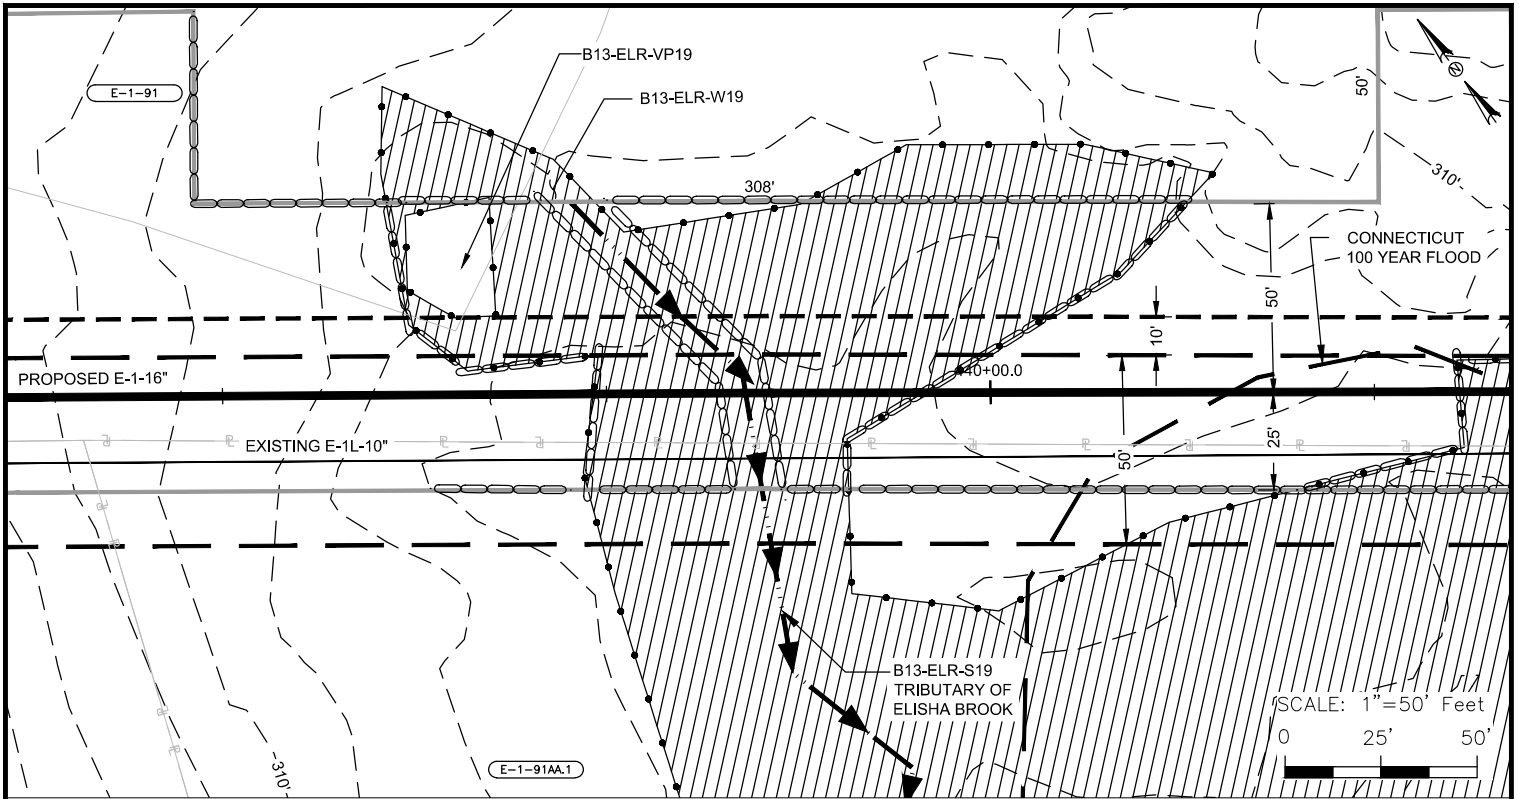 B13-ELR-VP19
E-1-91
B13-ELR-W19
50'
N
308'
310'
CONNECTICUT
100 YEAR FLOOD
50'
10'
PROPOSED E-1-16"
440+00.0
EXISTING E-1L-10"
50'
25'
B13-ELR-S19
TRIBUTARY OF
ELISHA BROOK
SCALE: 1"=50' Feet
0 25' 50'
310'
E-1-91AA.1